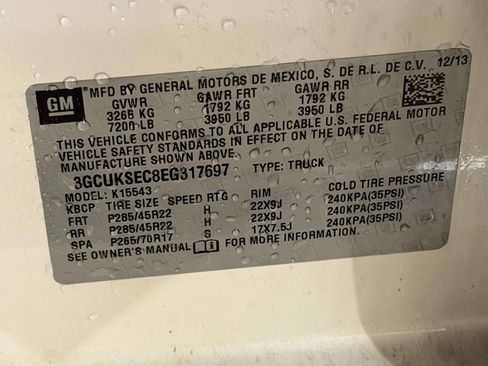 GM
MFD BY GENERAL MOTORS DE MEXICO, S. DE R.L. DE C.V. 12/13
GVWR GAWR FRT GAWR RR
3266 KG 1792 KG 1792 KG
7200 LB 3950 LB 3950 LB
THIS VEHICLE CONFORMS TO ALL APPLICABLE U.S. FEDERAL MOTOR
VEHICLE SAFETY STANDARDS IN EFFECT ON THE DATE OF
MANUFACTURE SHOWN ABOVE.
3GCUKSEC8EG317697 TYPE: TRUCK
MODEL: K15543
KBCP TIRE SIZE SPEED RTG RIM COLD TIRE PRESSURE
FRT P285/45R22 H 22X9J 240KPA(35PSI)
RR P285/45R22 H 22X9J 240KPA(35PSI)
SPA P265/70R17 S 17X7.5J 240KPA(35PSI)
SEE OWNER'S MANUAL FOR MORE INFORMATION.